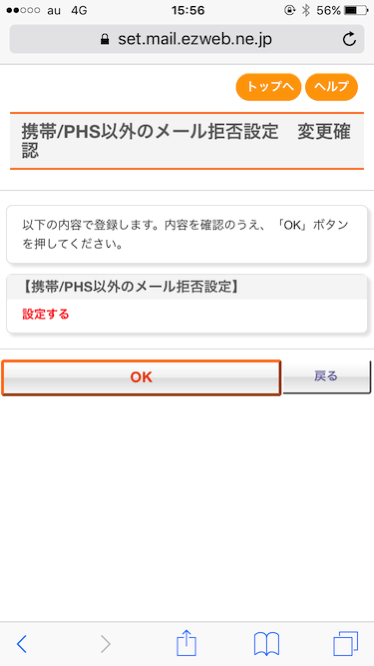 au 4G 15:56 56%
set.mail.ezweb.ne.jp
トップへ ヘルプ
携帯/PHS以外のメール拒否設定　変更確
認
以下の内容で登録します。内容を確認のうえ、「OK」ボタン
を押してください。
【携帯/PHS以外のメール拒否設定】
設定する
OK 戻る